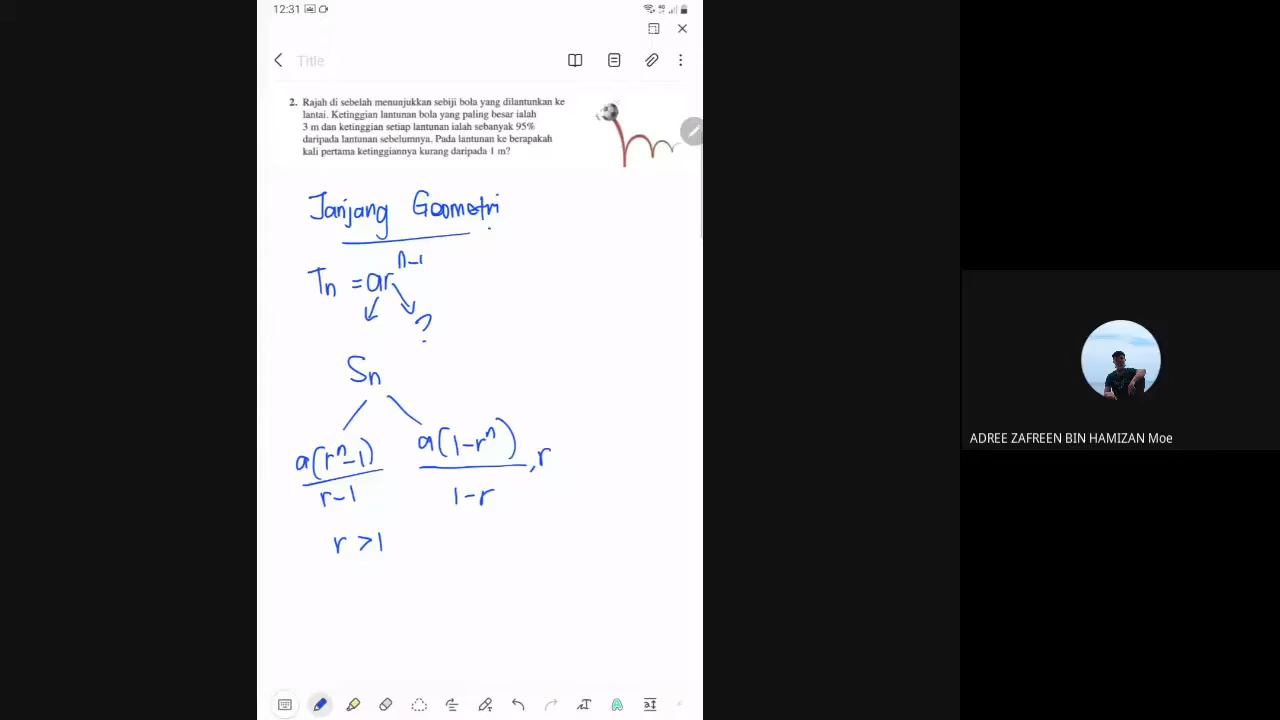 12:31
Title
2. Rajah di sebelah menunjukkan sebiji bola yang dilantunkan ke
lantai. Ketinggian lantunan bola yang paling besar ialah
3 m dan ketinggian setiap lantunan ialah sebanyak 95%
daripada lantunan sebelumnya. Pada lantunan ke berapakah
kali pertama ketinggiannya kurang daripada 1 m?
Janjang Geometri
Tn = ar^n-1
?
Sn
a(r^n-1)/r-1 a(1-r^n)/1-r , r
r > 1
ADREE ZAFREEN BIN HAMIZAN Moe